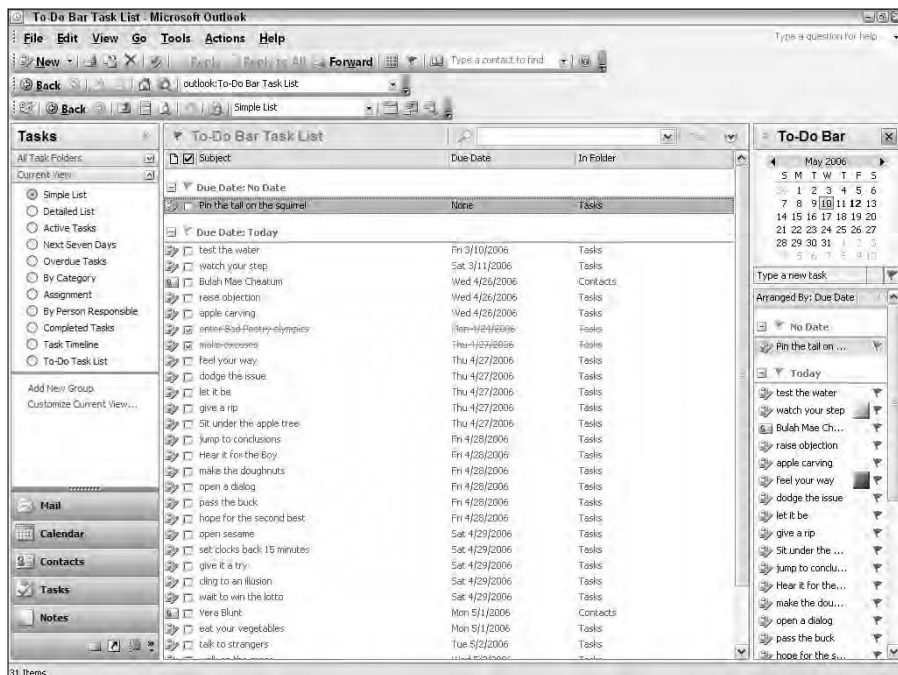 To-Do Bar Task List - Microsoft Outlook
File Edit View Go Tools Actions Help
Type a question for help
New Reply Reply to All Forward Type a contact to find
Back outlook:To-Do Bar Task List
Back Simple List
Tasks
All Task Folders
Current View
Simple List
Detailed List
Active Tasks
Next Seven Days
Overdue Tasks
By Category
Assignment
By Person Responsible
Completed Tasks
Task Timeline
To-Do Task List
Add New Group
Customize Current View...
Mail
Calendar
Contacts
Tasks
Notes
31 Items
To-Do Bar Task List
Subject Due Date In Folder
Due Date: No Date
Pin the tail on the squirrel None Tasks
Due Date: Today
test the water Fri 3/10/2006 Tasks
watch your step Sat 3/11/2006 Tasks
Bulah Mae Cheatum Wed 4/26/2006 Contacts
raise objection Wed 4/26/2006 Tasks
apple carving Wed 4/26/2006 Tasks
enter Bad Poetry olympics Mon 4/24/2006 Tasks
make excuses Thu 4/27/2006 Tasks
feel your way Thu 4/27/2006 Tasks
dodge the issue Thu 4/27/2006 Tasks
let it be Thu 4/27/2006 Tasks
give a rip Thu 4/27/2006 Tasks
Sit under the apple tree Thu 4/27/2006 Tasks
jump to conclusions Fri 4/28/2006 Tasks
Hear it for the Boy Fri 4/28/2006 Tasks
make the doughnuts Fri 4/28/2006 Tasks
open a dialog Fri 4/28/2006 Tasks
pass the buck Fri 4/28/2006 Tasks
hope for the second best Fri 4/28/2006 Tasks
open sesame Sat 4/29/2006 Tasks
set clocks back 15 minutes Sat 4/29/2006 Tasks
give it a try Sat 4/29/2006 Tasks
cling to an illusion Sat 4/29/2006 Tasks
wait to win the lotto Sat 4/29/2006 Tasks
Vera Blunt Mon 5/1/2006 Contacts
eat your vegetables Mon 5/1/2006 Tasks
talk to strangers Tue 5/2/2006 Tasks
To-Do Bar
May 2006
S M T W T F S
1 2 3 4 5 6
7 8 9 10 11 12 13
14 15 16 17 18 19 20
21 22 23 24 25 26 27
28 29 30 31 1 2 3
4 5 6 7 8 9 10
Type a new task
Arranged By: Due Date
No Date
Pin the tail on ...
Today
test the water
watch your step
Bulah Mae Ch...
raise objection
apple carving
feel your way
dodge the issue
let it be
give a rip
Sit under the ...
jump to conclu...
Hear it for the...
make the dou...
open a dialog
pass the buck
hope for the s...